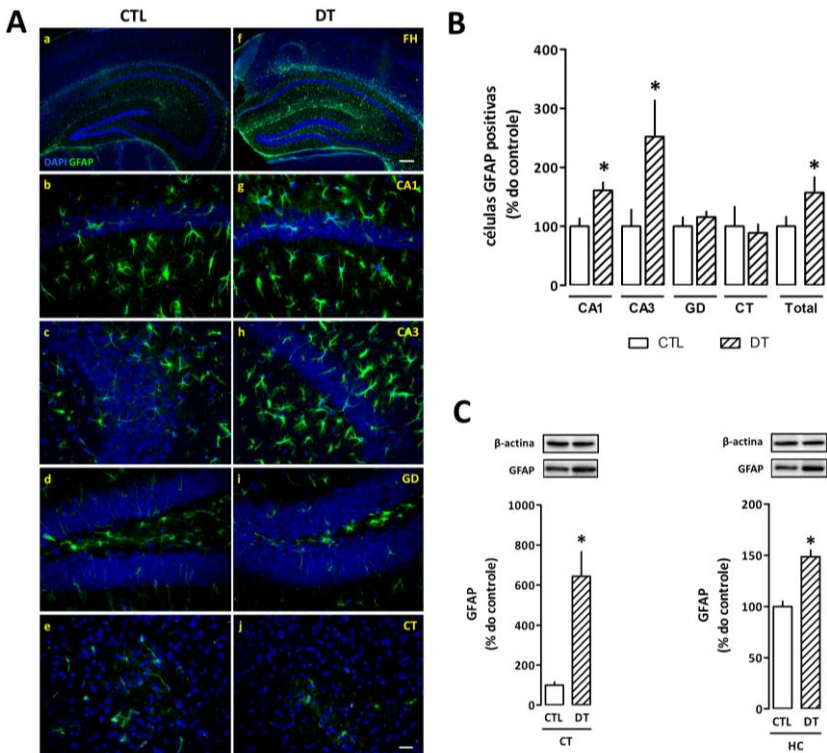 A
CTL
DT
a
f
FH
DAPI GFAP
b
g
CA1
c
h
CA3
d
i
GD
e
j
CT
B
células GFAP positivas
(% do controle)
400
300
200
100
0
*
*
*
CA1
CA3
GD
CT
Total
CTL
DT
C
β-actina
GFAP
GFAP
(% do controle)
1000
800
600
400
200
0
*
CTL
DT
CT
β-actina
GFAP
GFAP
(% do controle)
200
150
100
50
0
*
CTL
DT
HC